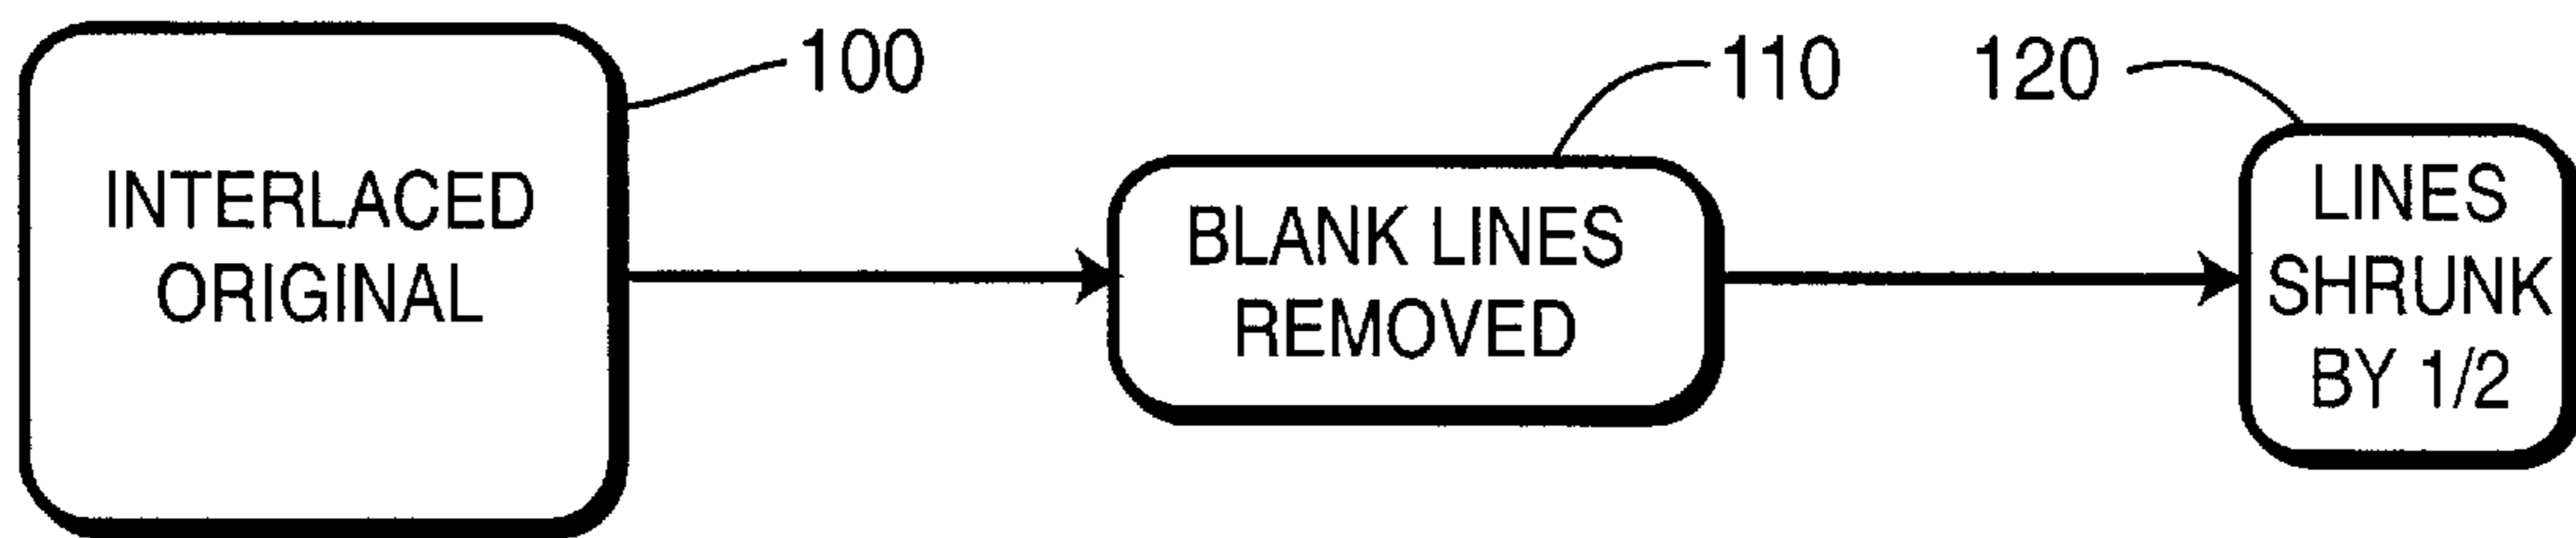 100
INTERLACED
ORIGINAL
110
BLANK LINES
REMOVED
120
LINES
SHRUNK
BY 1/2